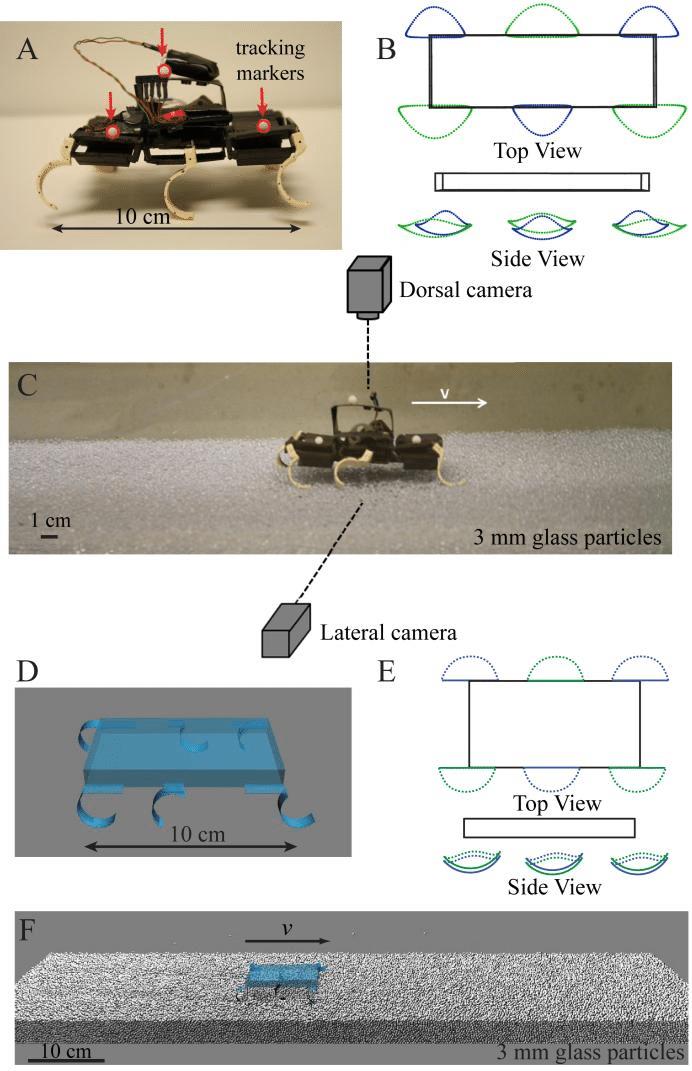 A
tracking
markers
10 cm
B
Top View
Side View
Dorsal camera
C
v
1 cm
3 mm glass particles
Lateral camera
D
10 cm
E
Top View
Side View
F
v
10 cm
3 mm glass particles